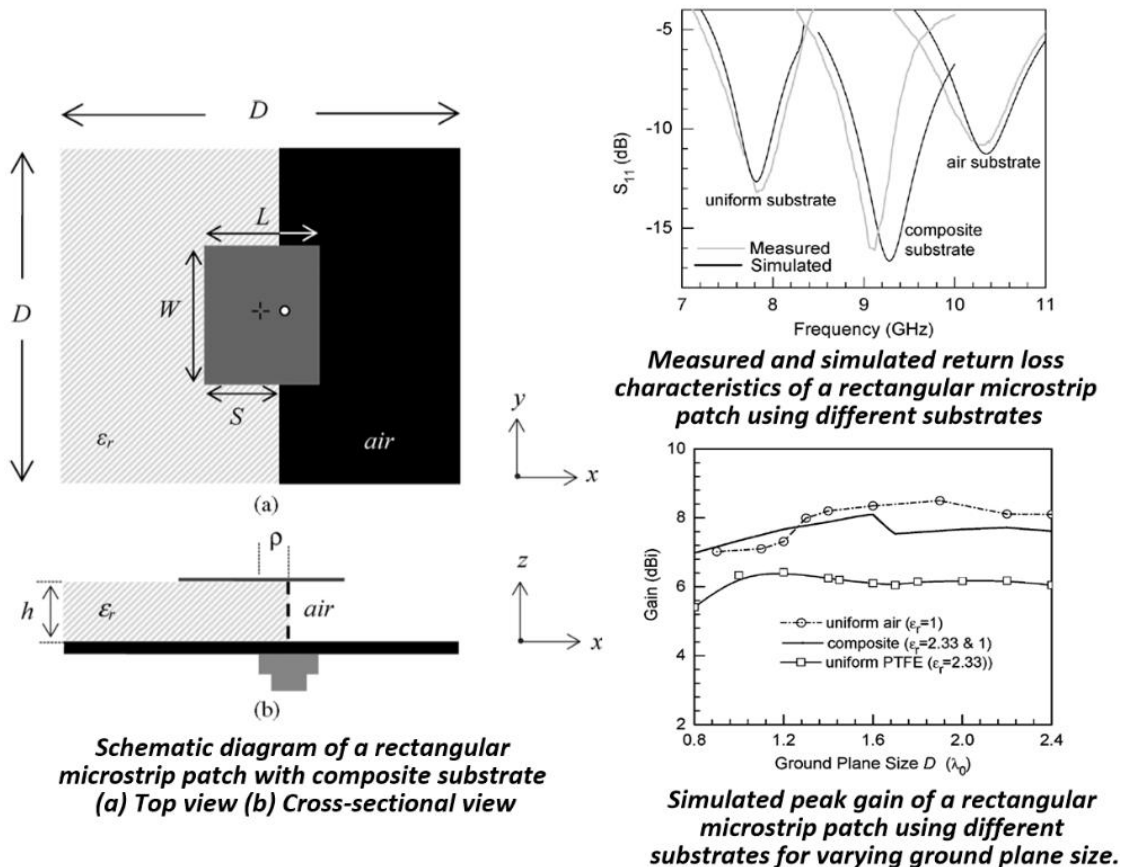 D
D
L
W
S
εr
air
y
x
(a)
ρ
z
h
εr
air
x
(b)
Schematic diagram of a rectangular
microstrip patch with composite substrate
(a) Top view (b) Cross-sectional view
-5
-10
-15
S11 (dB)
uniform substrate
air substrate
composite
substrate
Measured
Simulated
7 8 9 10 11
Frequency (GHz)
Measured and simulated return loss
characteristics of a rectangular microstrip
patch using different substrates
10
8
6
4
2
Gain (dBi)
uniform air (εr=1)
composite (εr=2.33 & 1)
uniform PTFE (εr=2.33))
0.8 1.2 1.6 2.0 2.4
Ground Plane Size D (λ0)
Simulated peak gain of a rectangular
microstrip patch using different
substrates for varying ground plane size.